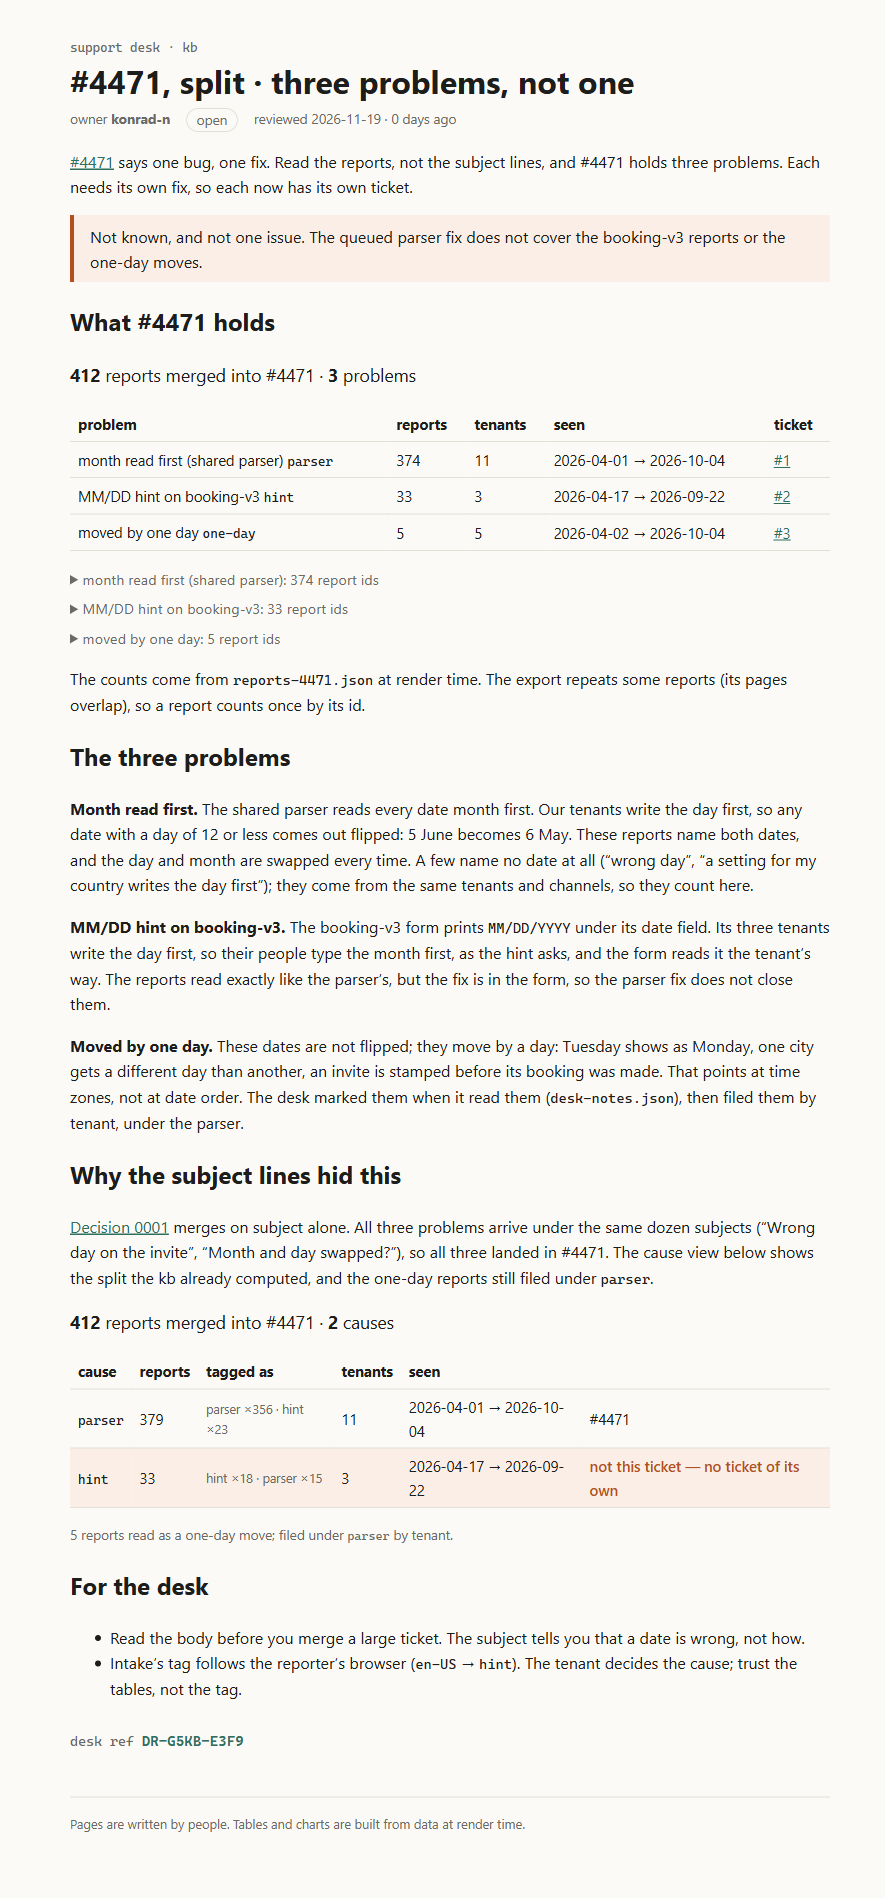 support desk · kb
#4471, split · three problems, not one
owner konrad-n open reviewed 2026-11-19 · 0 days ago
#4471 says one bug, one fix. Read the reports, not the subject lines, and #4471 holds three problems. Each
needs its own fix, so each now has its own ticket.
Not known, and not one issue. The queued parser fix does not cover the booking-v3 reports or the
one-day moves.
What #4471 holds
412 reports merged into #4471 · 3 problems
problem reports tenants seen ticket
month read first (shared parser) parser 374 11 2026-04-01 → 2026-10-04 #1
MM/DD hint on booking-v3 hint 33 3 2026-04-17 → 2026-09-22 #2
moved by one day one-day 5 5 2026-04-02 → 2026-10-04 #3
▶ month read first (shared parser): 374 report ids
▶ MM/DD hint on booking-v3: 33 report ids
▶ moved by one day: 5 report ids
The counts come from reports-4471.json at render time. The export repeats some reports (its pages
overlap), so a report counts once by its id.
The three problems
Month read first. The shared parser reads every date month first. Our tenants write the day first, so any
date with a day of 12 or less comes out flipped: 5 June becomes 6 May. These reports name both dates,
and the day and month are swapped every time. A few name no date at all (“wrong day”, “a setting for my
country writes the day first”); they come from the same tenants and channels, so they count here.
MM/DD hint on booking-v3. The booking-v3 form prints MM/DD/YYYY under its date field. Its three tenants
write the day first, so their people type the month first, as the hint asks, and the form reads it the tenant’s
way. The reports read exactly like the parser’s, but the fix is in the form, so the parser fix does not close
them.
Moved by one day. These dates are not flipped; they move by a day: Tuesday shows as Monday, one city
gets a different day than another, an invite is stamped before its booking was made. That points at time
zones, not at date order. The desk marked them when it read them (desk-notes.json), then filed them by
tenant, under the parser.
Why the subject lines hid this
Decision 0001 merges on subject alone. All three problems arrive under the same dozen subjects (“Wrong
day on the invite”, “Month and day swapped?”), so all three landed in #4471. The cause view below shows
the split the kb already computed, and the one-day reports still filed under parser.
412 reports merged into #4471 · 2 causes
cause reports tagged as tenants seen
parser 379 parser ×356 · hint
×23 11 2026-04-01 → 2026-10-
04 #4471
hint 33 hint ×18 · parser ×15 3 2026-04-17 → 2026-09-
22 not this ticket — no ticket of its
own
5 reports read as a one-day move; filed under parser by tenant.
For the desk
• Read the body before you merge a large ticket. The subject tells you that a date is wrong, not how.
• Intake’s tag follows the reporter’s browser (en-US → hint). The tenant decides the cause; trust the
tables, not the tag.
desk ref DR-G5KB-E3F9
Pages are written by people. Tables and charts are built from data at render time.